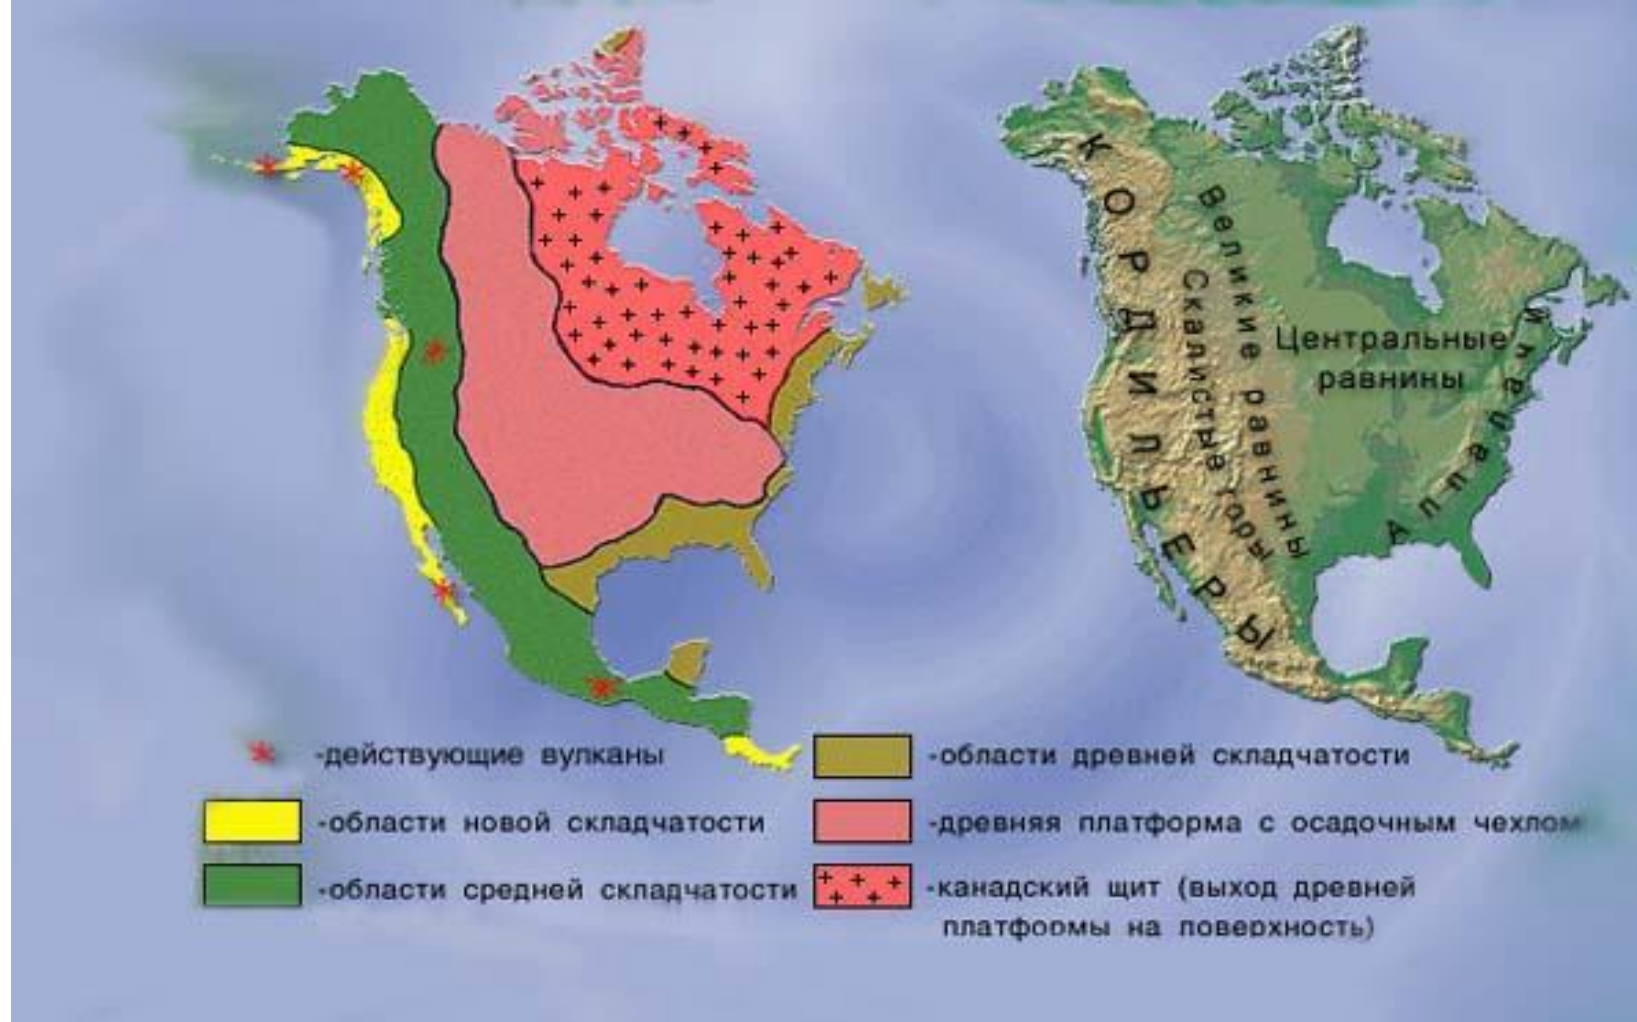 КОРДИЛЬЕРЫ
Скалистые горы
Великие равнины
Центральные
равнины
Аппалачи
-действующие вулканы
-области новой складчатости
-области средней складчатости
-области древней складчатости
-древняя платформа с осадочным чехлом
-канадский щит (выход древней
платформы на поверхность)